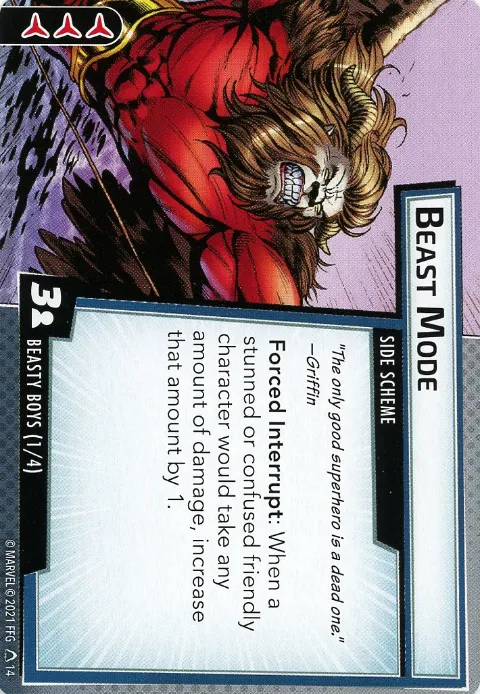 BEAST MODE
SIDE SCHEME
"The only good superhero is a dead one."
—Griffin
Forced Interrupt: When a
stunned or confused friendly
character would take any
amount of damage, increase
that amount by 1.
3
BEASTY BOYS (1/4)
© MARVEL © 2021 FFG 14